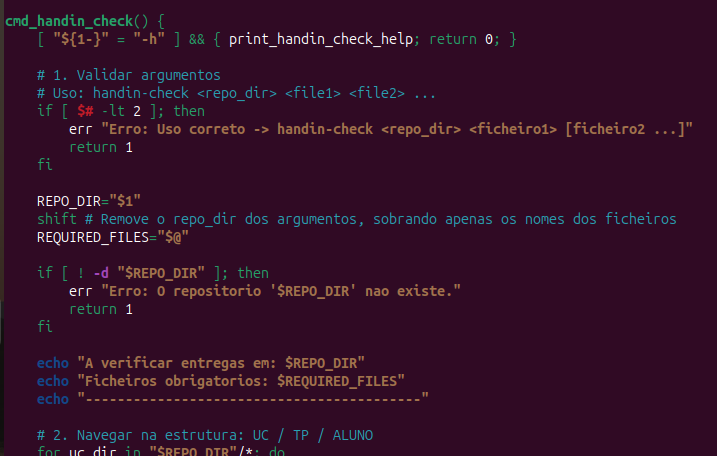 cmd_handin_check() {
    [ "${1-}" = "-h" ] && { print_handin_check_help; return 0; }

    # 1. Validar argumentos
    # Uso: handin-check <repo_dir> <file1> <file2> ...
    if [ $# -lt 2 ]; then
        err "Erro: Uso correto -> handin-check <repo_dir> <ficheiro1> [ficheiro2 ...]"
        return 1
    fi

    REPO_DIR="$1"
    shift # Remove o repo_dir dos argumentos, sobrando apenas os nomes dos ficheiros
    REQUIRED_FILES="$@"

    if [ ! -d "$REPO_DIR" ]; then
        err "Erro: O repositorio '$REPO_DIR' nao existe."
        return 1
    fi

    echo "A verificar entregas em: $REPO_DIR"
    echo "Ficheiros obrigatorios: $REQUIRED_FILES"
    echo "------------------------------------------"

    # 2. Navegar na estrutura: UC / TP / ALUNO
    for uc_dir in "$REPO_DIR"/*; do